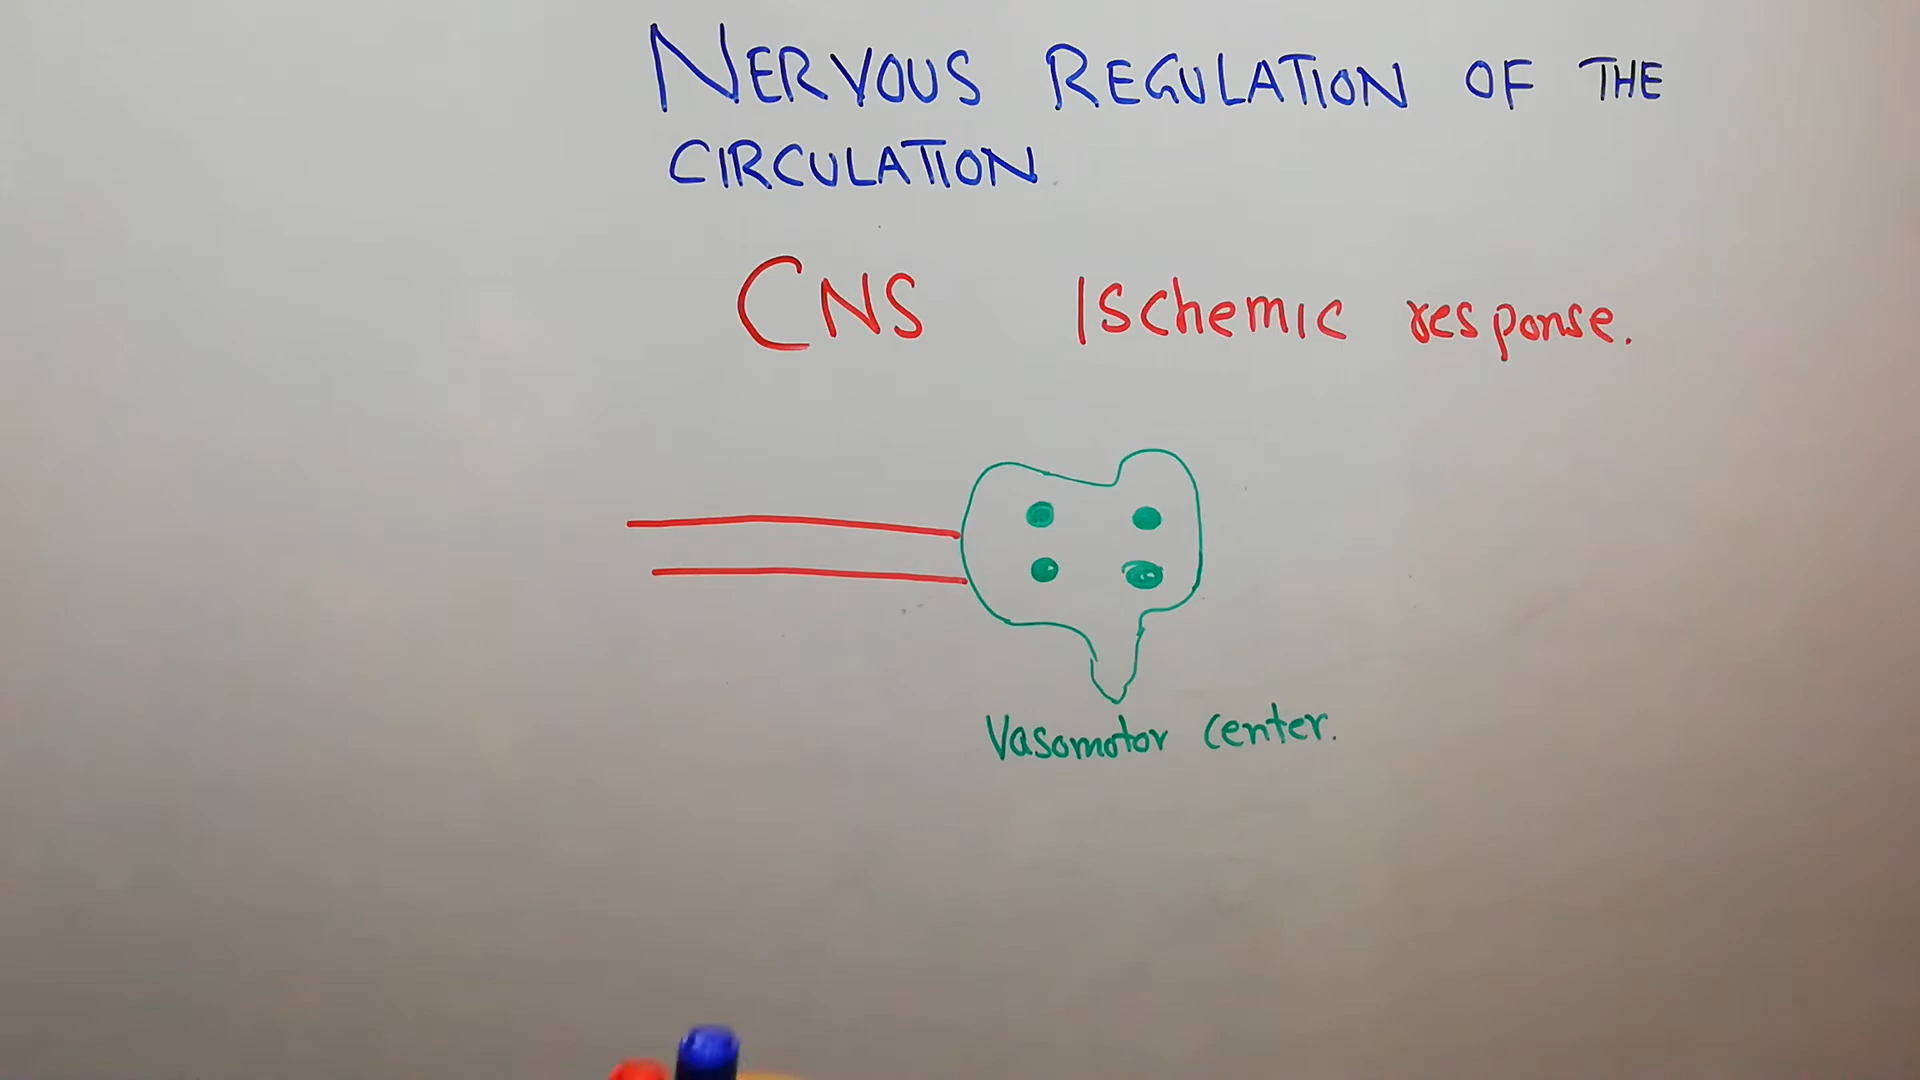 NERVOUS REGULATION OF THE
CIRCULATION
CNS Ischemic response.
Vasomotor center.